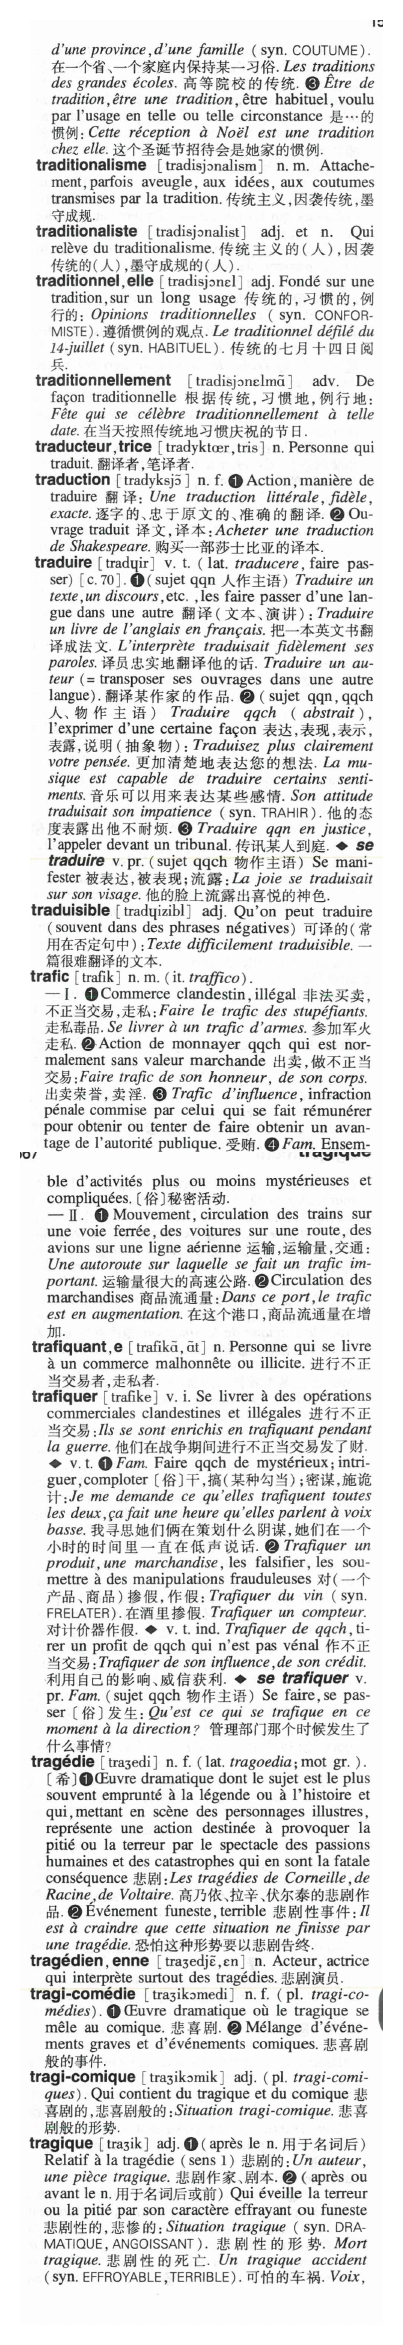 15
d'une province, d'une famille ( syn. COUTUME).
在一个省、一个家庭内保持某一习俗. Les traditions
des grandes écoles. 高等院校的传统. ❸ Être de
tradition, être une tradition, être habituel, voulu
par l'usage en telle ou telle circonstance 是…的
惯例: Cette réception à Noël est une tradition
chez elle. 这个圣诞节招待会是她家的惯例.
traditionalisme [tradisjɔnalism] n. m. Attache-
ment, parfois aveugle, aux idées, aux coutumes
transmises par la tradition. 传统主义,因袭传统,墨
守成规.
traditionaliste [tradisjɔnalist] adj. et n. Qui
relève du traditionalisme. 传统主义的(人),因袭
传统的(人),墨守成规的(人).
traditionnel, elle [tradisjɔnɛl] adj. Fondé sur une
tradition, sur un long usage 传统的,习惯的,例
行的: Opinions traditionnelles ( syn. CONFOR-
MISTE). 遵循惯例的观点. Le traditionnel défilé du
14-juillet (syn. HABITUEL). 传统的七月十四日阅
兵.
traditionnellement [tradisjɔnɛlmɑ̃] adv. De
façon traditionnelle 根据传统,习惯地,例行地:
Fête qui se célèbre traditionnellement à telle
date. 在当天按照传统地习惯庆祝的节日.
traducteur, trice [tradyktœr, tris] n. Personne qui
traduit. 翻译者,笔译者.
traduction [tradyksjɔ̃] n. f. ❶ Action, manière de
traduire 翻译: Une traduction littérale, fidèle,
exacte. 逐字的、忠于原文的、准确的翻译. ❷ Ou-
vrage traduit 译文,译本: Acheter une traduction
de Shakespeare. 购买一部莎士比亚的译本.
traduire [tradɥir] v. t. ( lat. traducere, faire pas-
ser) [c. 70]. ❶ (sujet qqn 人作主语) Traduire un
texte, un discours, etc., les faire passer d'une lan-
gue dans une autre 翻译(文本、演讲): Traduire
un livre de l'anglais en français. 把一本英文书翻
译成法文. L'interprète traduisait fidèlement ses
paroles. 译员忠实地翻译他的话. Traduire un au-
teur (= transposer ses ouvrages dans une autre
langue). 翻译某作家的作品. ❷ ( sujet qqn, qqch
人、物作主语) Traduire qqch ( abstrait ),
l'exprimer d'une certaine façon 表达,表现,表示,
表露,说明(抽象物): Traduisez plus clairement
votre pensée. 更加清楚地表达您的想法. La mu-
sique est capable de traduire certains senti-
ments. 音乐可以用来表达某些感情. Son attitude
traduisait son impatience ( syn. TRAHIR). 他的态
度表露出他不耐烦. ❸ Traduire qqn en justice,
l'appeler devant un tribunal. 传讯某人到庭. ◆ se
traduire v. pr. (sujet qqch 物作主语) Se mani-
fester 被表达,被表现;流露: La joie se traduisait
sur son visage. 他的脸上流露出喜悦的神色.
traduisible [tradɥizibl] adj. Qu'on peut traduire
(souvent dans des phrases négatives) 可译的(常
用在否定句中): Texte difficilement traduisible. 一
篇很难翻译的文本.
trafic [trafik] n. m. (it. traffico).
— Ⅰ. ❶ Commerce clandestin, illégal 非法买卖,
不正当交易,走私: Faire le trafic des stupéfiants.
走私毒品. Se livrer à un trafic d'armes. 参加军火
走私. ❷ Action de monnayer qqch qui est nor-
malement sans valeur marchande 出卖,做不正当
交易: Faire trafic de son honneur, de son corps.
出卖荣誉,卖淫. ❸ Trafic d'influence, infraction
pénale commise par celui qui se fait rémunérer
pour obtenir ou tenter de faire obtenir un avan-
tage de l'autorité publique. 受贿. ❹ Fam. Ensem-
tragique
ble d'activités plus ou moins mystérieuses et
compliquées. 〔俗〕秘密活动.
— Ⅱ. ❶ Mouvement, circulation des trains sur
une voie ferrée, des voitures sur une route, des
avions sur une ligne aérienne 运输,运输量,交通:
Une autoroute sur laquelle se fait un trafic im-
portant. 运输量很大的高速公路. ❷ Circulation des
marchandises 商品流通量: Dans ce port, le trafic
est en augmentation. 在这个港口,商品流通量在增
加.
trafiquant, e [trafikɑ̃, ɑ̃t] n. Personne qui se livre
à un commerce malhonnête ou illicite. 进行不正
当交易者,走私者.
trafiquer [trafike] v. i. Se livrer à des opérations
commerciales clandestines et illégales 进行不正
当交易: Ils se sont enrichis en trafiquant pendant
la guerre. 他们在战争期间进行不正当交易发了财.
◆ v. t. ❶ Fam. Faire qqch de mystérieux; intri-
guer, comploter 〔俗〕干,搞(某种勾当);密谋,施诡
计: Je me demande ce qu'elles trafiquent toutes
les deux, ça fait une heure qu'elles parlent à voix
basse. 我寻思她们俩在策划什么阴谋,她们在一个
小时的时间里一直在低声说话. ❷ Trafiquer un
produit, une marchandise, les falsifier, les sou-
mettre à des manipulations frauduleuses 对(一个
产品、商品)掺假,作假: Trafiquer du vin ( syn.
FRELATER). 在酒里掺假. Trafiquer un compteur.
对计价器作假. ◆ v. t. ind. Trafiquer de qqch, ti-
rer un profit de qqch qui n'est pas vénal 作不正
当交易: Trafiquer de son influence, de son crédit.
利用自己的影响、威信获利. ◆ se trafiquer v.
pr. Fam. (sujet qqch 物作主语) Se faire, se pas-
ser 〔俗〕发生: Qu'est ce qui se trafique en ce
moment à la direction? 管理部门那个时候发生了
什么事情?
tragédie [traʒedi] n. f. (lat. tragoedia; mot gr. ).
〔希〕❶ Œuvre dramatique dont le sujet est le plus
souvent emprunté à la légende ou à l'histoire et
qui, mettant en scène des personnages illustres,
représente une action destinée à provoquer la
pitié ou la terreur par le spectacle des passions
humaines et des catastrophes qui en sont la fatale
conséquence 悲剧: Les tragédies de Corneille, de
Racine, de Voltaire. 高乃依、拉辛、伏尔泰的悲剧作
品. ❷ Événement funeste, terrible 悲剧性事件: Il
est à craindre que cette situation ne finisse par
une tragédie. 恐怕这种形势要以悲剧告终.
tragédien, enne [traʒedjɛ̃, ɛn] n. Acteur, actrice
qui interprète surtout des tragédies. 悲剧演员.
tragi-comédie [traʒikɔmedi] n. f. ( pl. tragi-co-
médies). ❶ Œuvre dramatique où le tragique se
mêle au comique. 悲喜剧. ❷ Mélange d'événe-
ments graves et d'événements comiques. 悲喜剧
般的事件.
tragi-comique [traʒikɔmik] adj. ( pl. tragi-comi-
ques). Qui contient du tragique et du comique 悲
喜剧的,悲喜剧般的: Situation tragi-comique. 悲喜
剧般的形势.
tragique [traʒik] adj. ❶ (après le n. 用于名词后)
Relatif à la tragédie (sens 1) 悲剧的: Un auteur,
une pièce tragique. 悲剧作家、剧本. ❷ ( après ou
avant le n. 用于名词后或前) Qui éveille la terreur
ou la pitié par son caractère effrayant ou funeste
悲剧性的,悲惨的: Situation tragique ( syn. DRA-
MATIQUE, ANGOISSANT). 悲剧性的形势. Mort
tragique. 悲剧性的死亡. Un tragique accident
(syn. EFFROYABLE, TERRIBLE). 可怕的车祸. Voix,